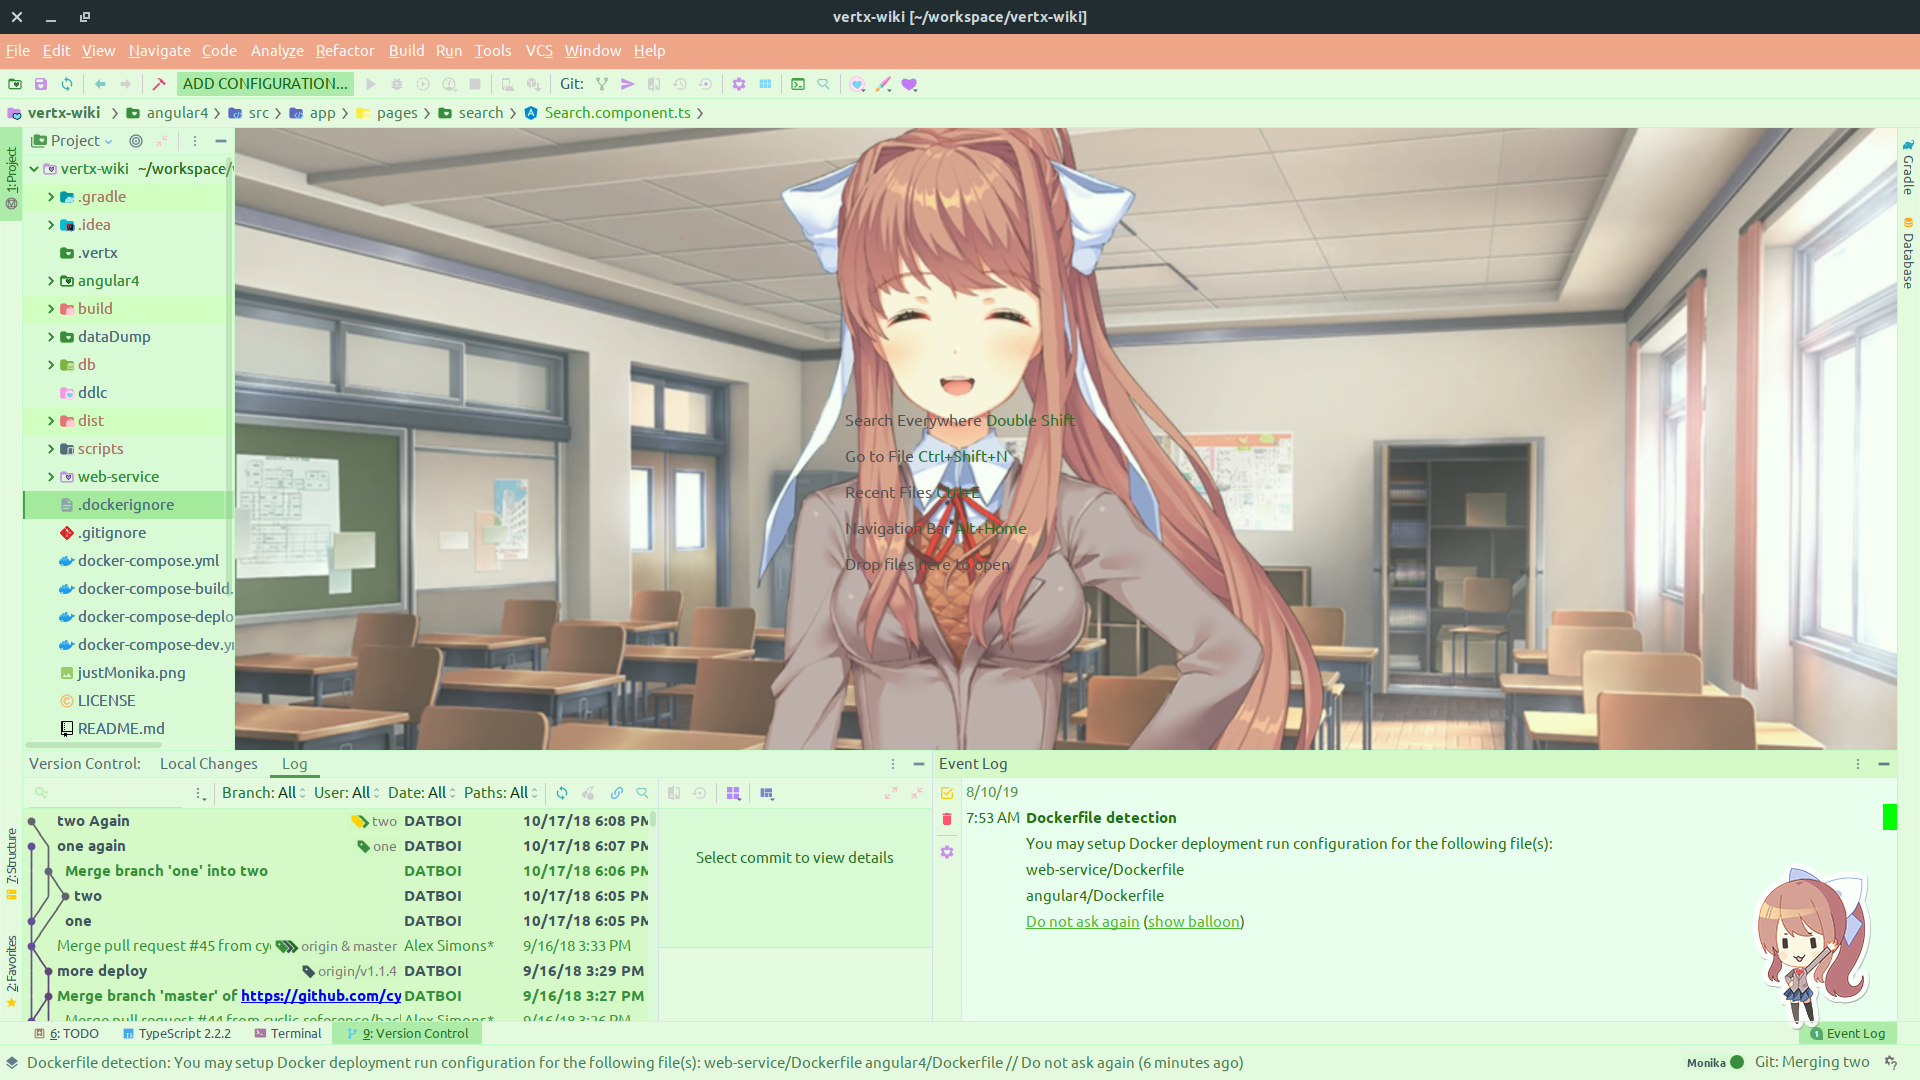 vertx-wiki [~/workspace/vertx-wiki]
File Edit View Navigate Code Analyze Refactor Build Run Tools VCS Window Help
ADD CONFIGURATION... Git:
vertx-wiki angular4 src app pages search Search.component.ts
1: Project
Project
vertx-wiki ~/workspace/
.gradle
.idea
.vertx
angular4
build
dataDump
db
ddlc
dist
scripts
web-service
.dockerignore
.gitignore
docker-compose.yml
docker-compose-build.
docker-compose-deplo
docker-compose-dev.y
justMonika.png
LICENSE
README.md
Search Everywhere Double Shift
Go to File Ctrl+Shift+N
Recent Files Ctrl+E
Navigation Bar Alt+Home
Drop files here to open
Gradle
Database
7: Structure
2: Favorites
Version Control: Local Changes Log
Branch: All User: All Date: All Paths: All
two Again two DATBOI 10/17/18 6:08 PM
one again one DATBOI 10/17/18 6:07 PM
Merge branch 'one' into two DATBOI 10/17/18 6:06 PM
two DATBOI 10/17/18 6:05 PM
one DATBOI 10/17/18 6:05 PM
Merge pull request #45 from cy origin & master Alex Simons* 9/16/18 3:33 PM
more deploy origin/v1.1.4 DATBOI 9/16/18 3:29 PM
Merge branch 'master' of https://github.com/cy DATBOI 9/16/18 3:27 PM
Merge pull request #44 from cyclic-reference/bac Alex Simons* 9/16/18 3:26 PM
Select commit to view details
Event Log
8/10/19
7:53 AM Dockerfile detection
You may setup Docker deployment run configuration for the following file(s):
web-service/Dockerfile
angular4/Dockerfile
Do not ask again (show balloon)
6: TODO TypeScript 2.2.2 Terminal 9: Version Control 1 Event Log
Dockerfile detection: You may setup Docker deployment run configuration for the following file(s): web-service/Dockerfile angular4/Dockerfile // Do not ask again (6 minutes ago) Monika Git: Merging two